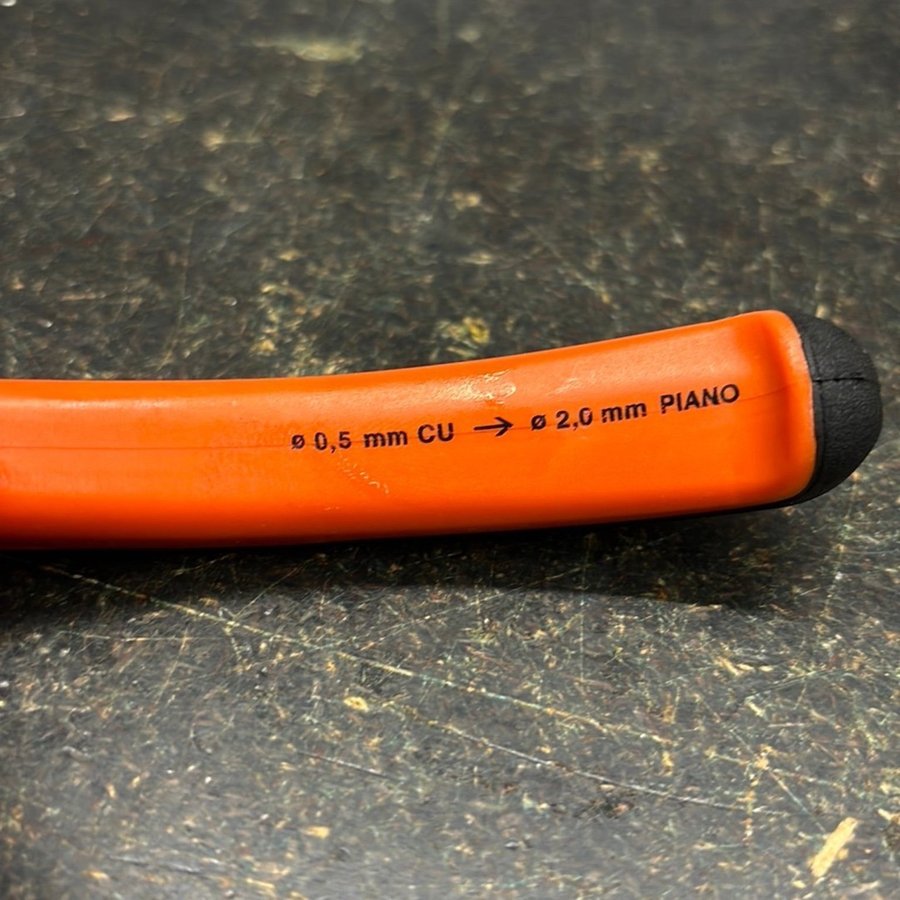 ø 0,5 mm CU → ø 2,0 mm PIANO